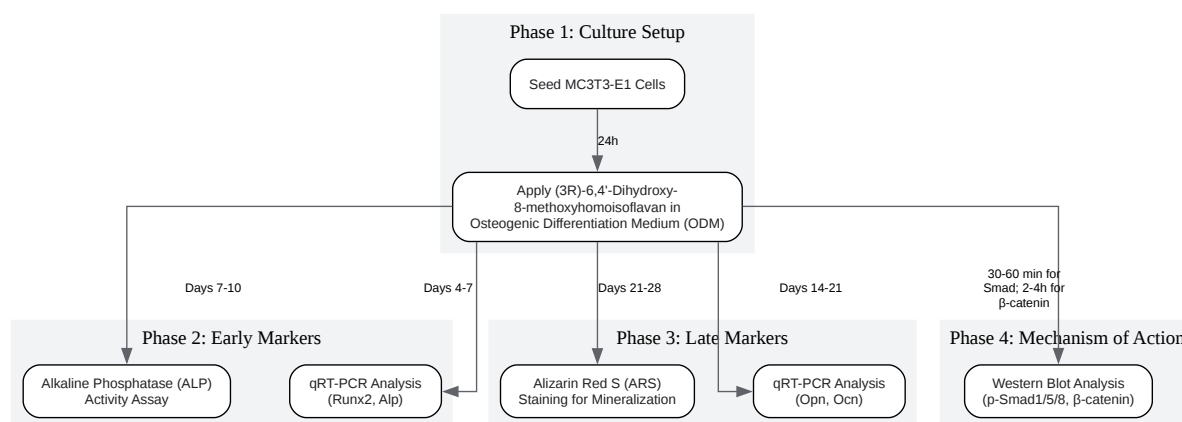 Phase 1: Culture Setup
Seed MC3T3-E1 Cells
24h
Apply (3R)-6,4'-Dihydroxy-
8-methoxyhomoisoflavan in
Osteogenic Differentiation Medium (ODM)
Days 7-10
Days 4-7
Days 21-28
Days 14-21
30-60 min for
Smad; 2-4h for
β-catenin
Phase 2: Early Markers
Alkaline Phosphatase (ALP)
Activity Assay
qRT-PCR Analysis
(Runx2, Alp)
Phase 3: Late Markers
Alizarin Red S (ARS)
Staining for Mineralization
qRT-PCR Analysis
(Opn, Ocn)
Phase 4: Mechanism of Action
Western Blot Analysis
(p-Smad1/5/8, β-catenin)